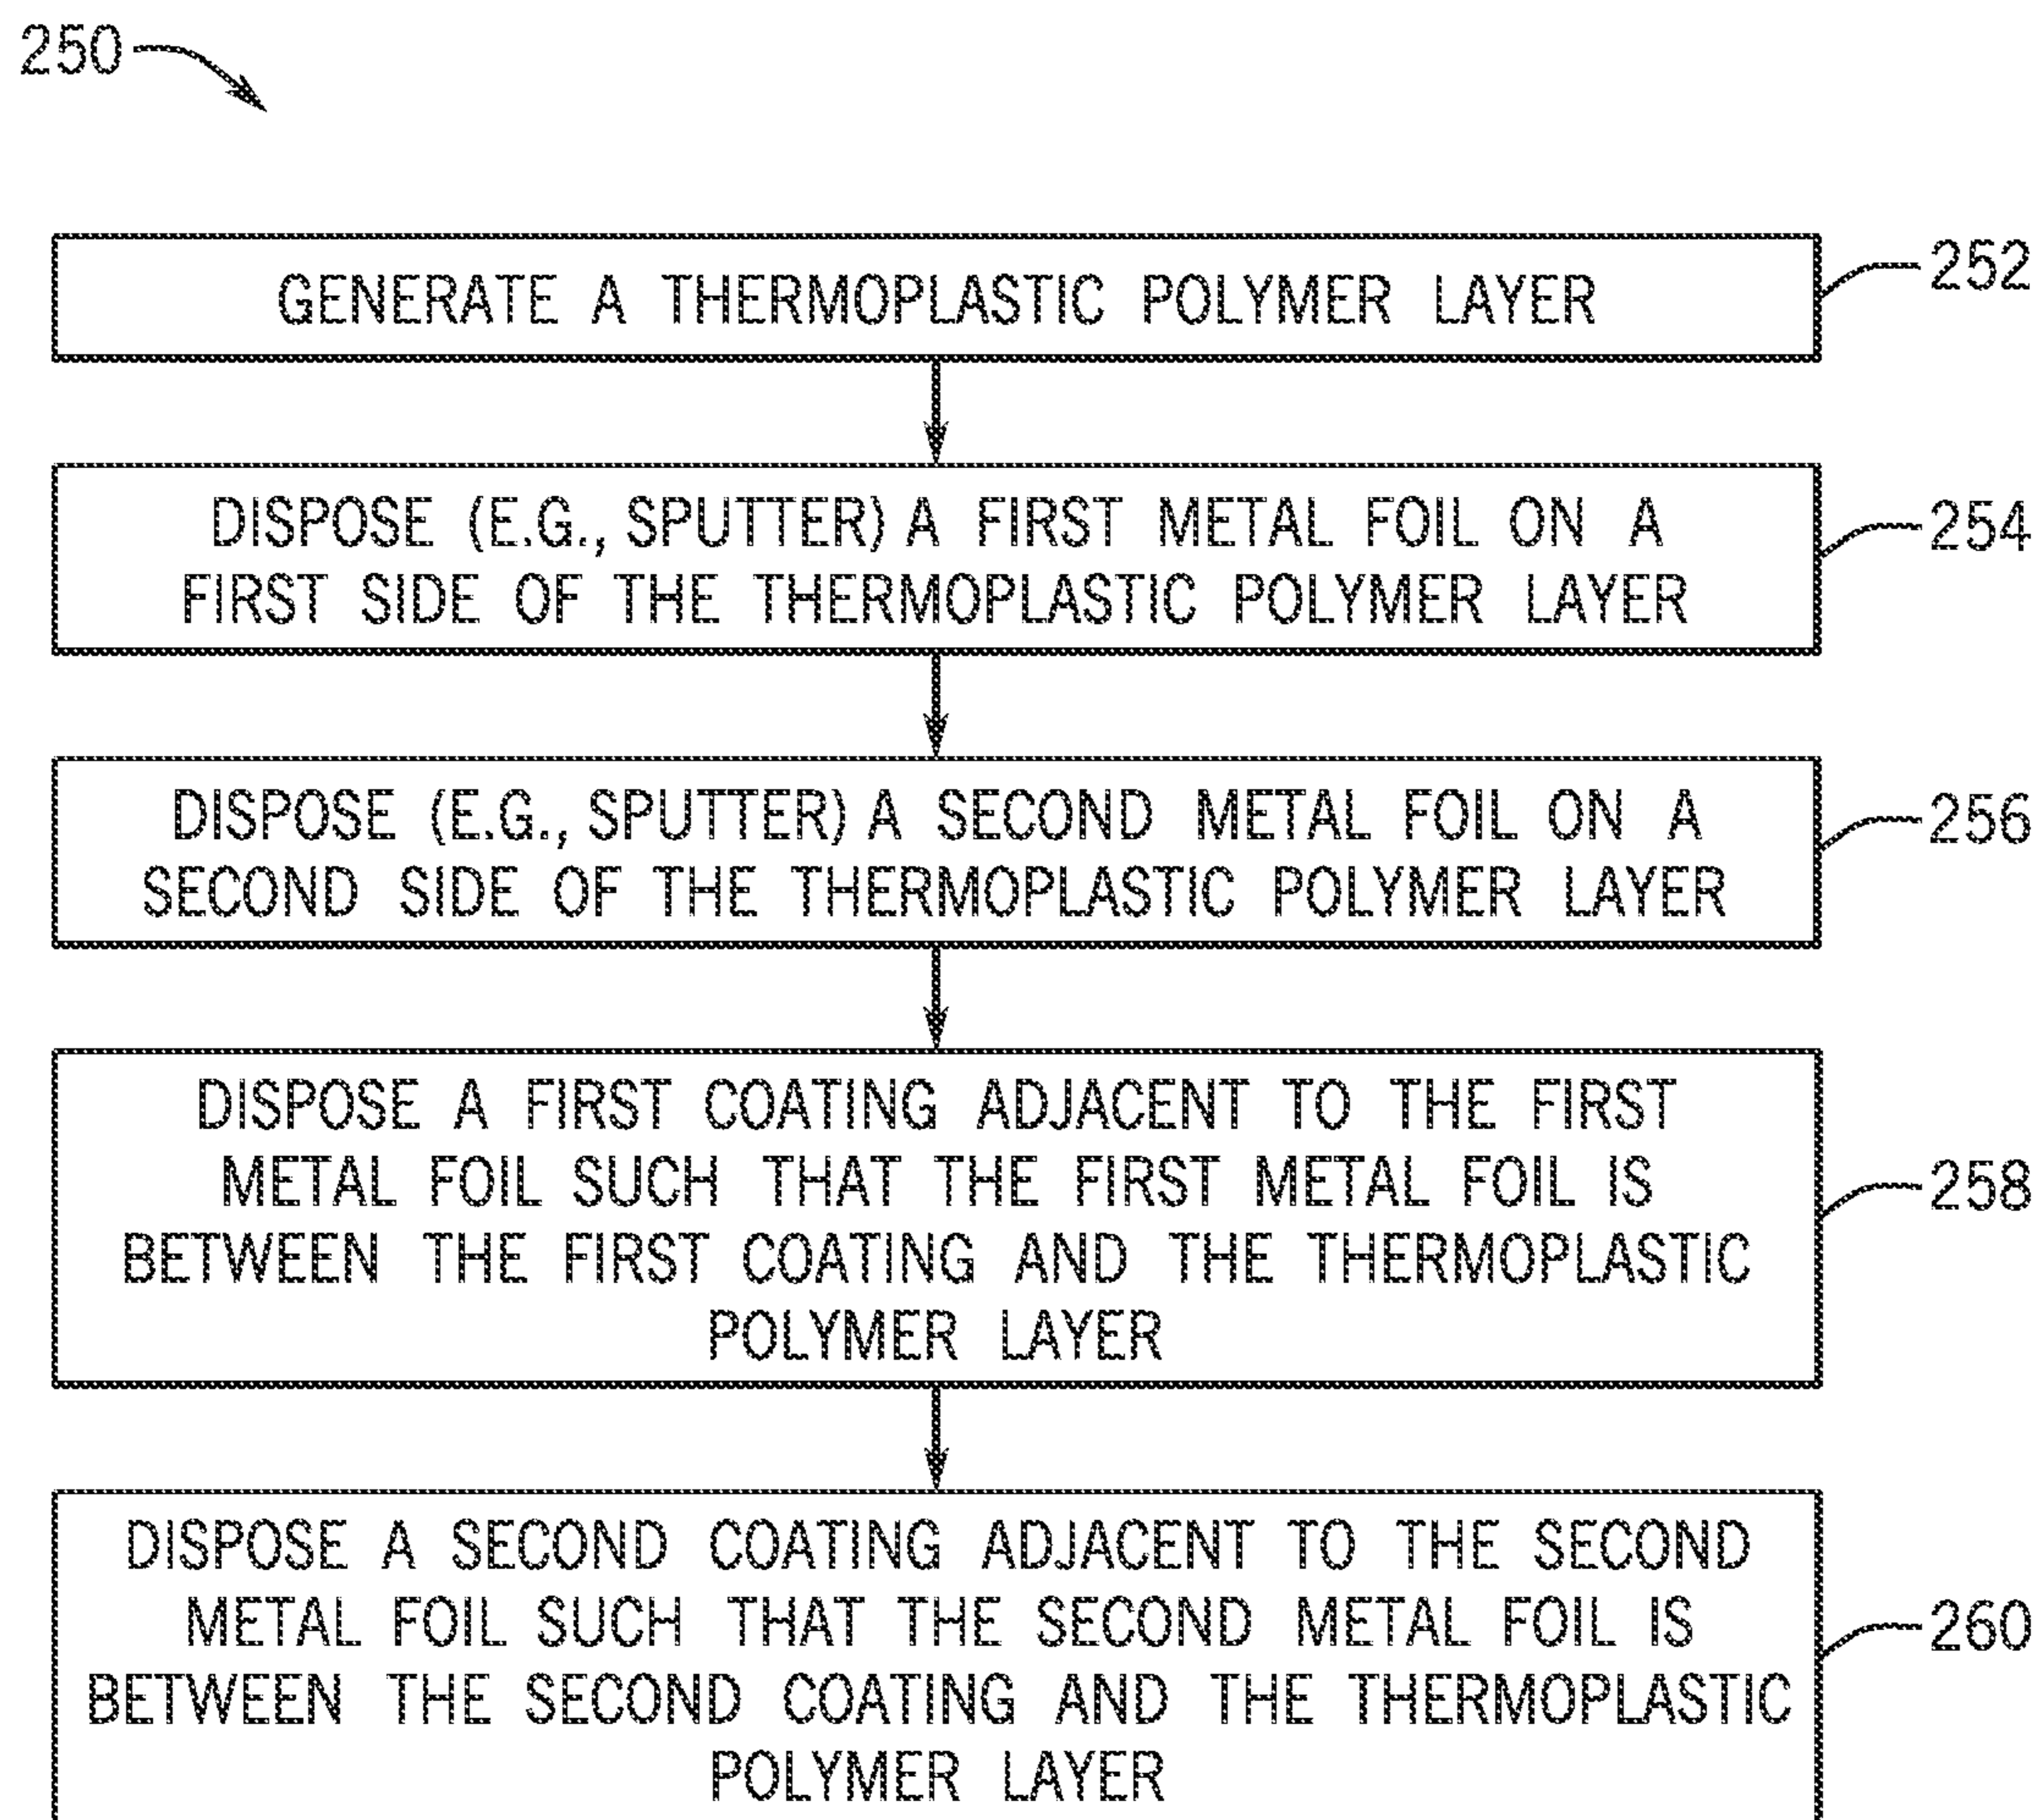 250
GENERATE A THERMOPLASTIC POLYMER LAYER
252
DISPOSE (E.G., SPUTTER) A FIRST METAL FOIL ON A
FIRST SIDE OF THE THERMOPLASTIC POLYMER LAYER
254
DISPOSE (E.G., SPUTTER) A SECOND METAL FOIL ON A
SECOND SIDE OF THE THERMOPLASTIC POLYMER LAYER
256
DISPOSE A FIRST COATING ADJACENT TO THE FIRST
METAL FOIL SUCH THAT THE FIRST METAL FOIL IS
BETWEEN THE FIRST COATING AND THE THERMOPLASTIC
POLYMER LAYER
258
DISPOSE A SECOND COATING ADJACENT TO THE SECOND
METAL FOIL SUCH THAT THE SECOND METAL FOIL IS
BETWEEN THE SECOND COATING AND THE THERMOPLASTIC
POLYMER LAYER
260